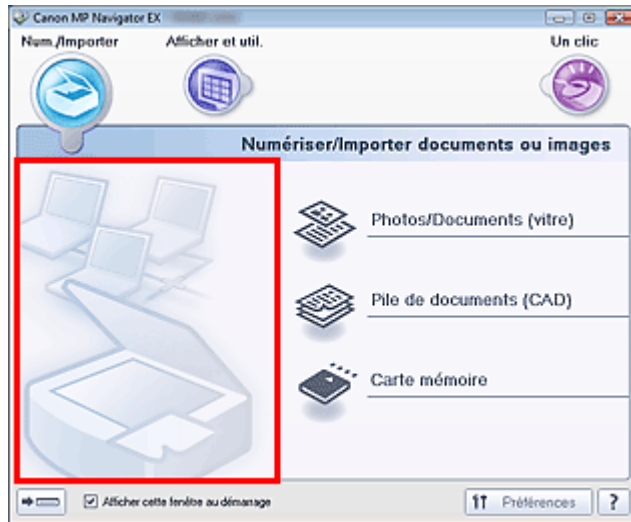 Canon MP Navigator EX
Num./Importer
Afficher et util.
Un clic
Numériser/Importer documents ou images
Photos/Documents (vitre)
Pile de documents (CAD)
Carte mémoire
Afficher cette fenêtre au démarrage
Préférences
?